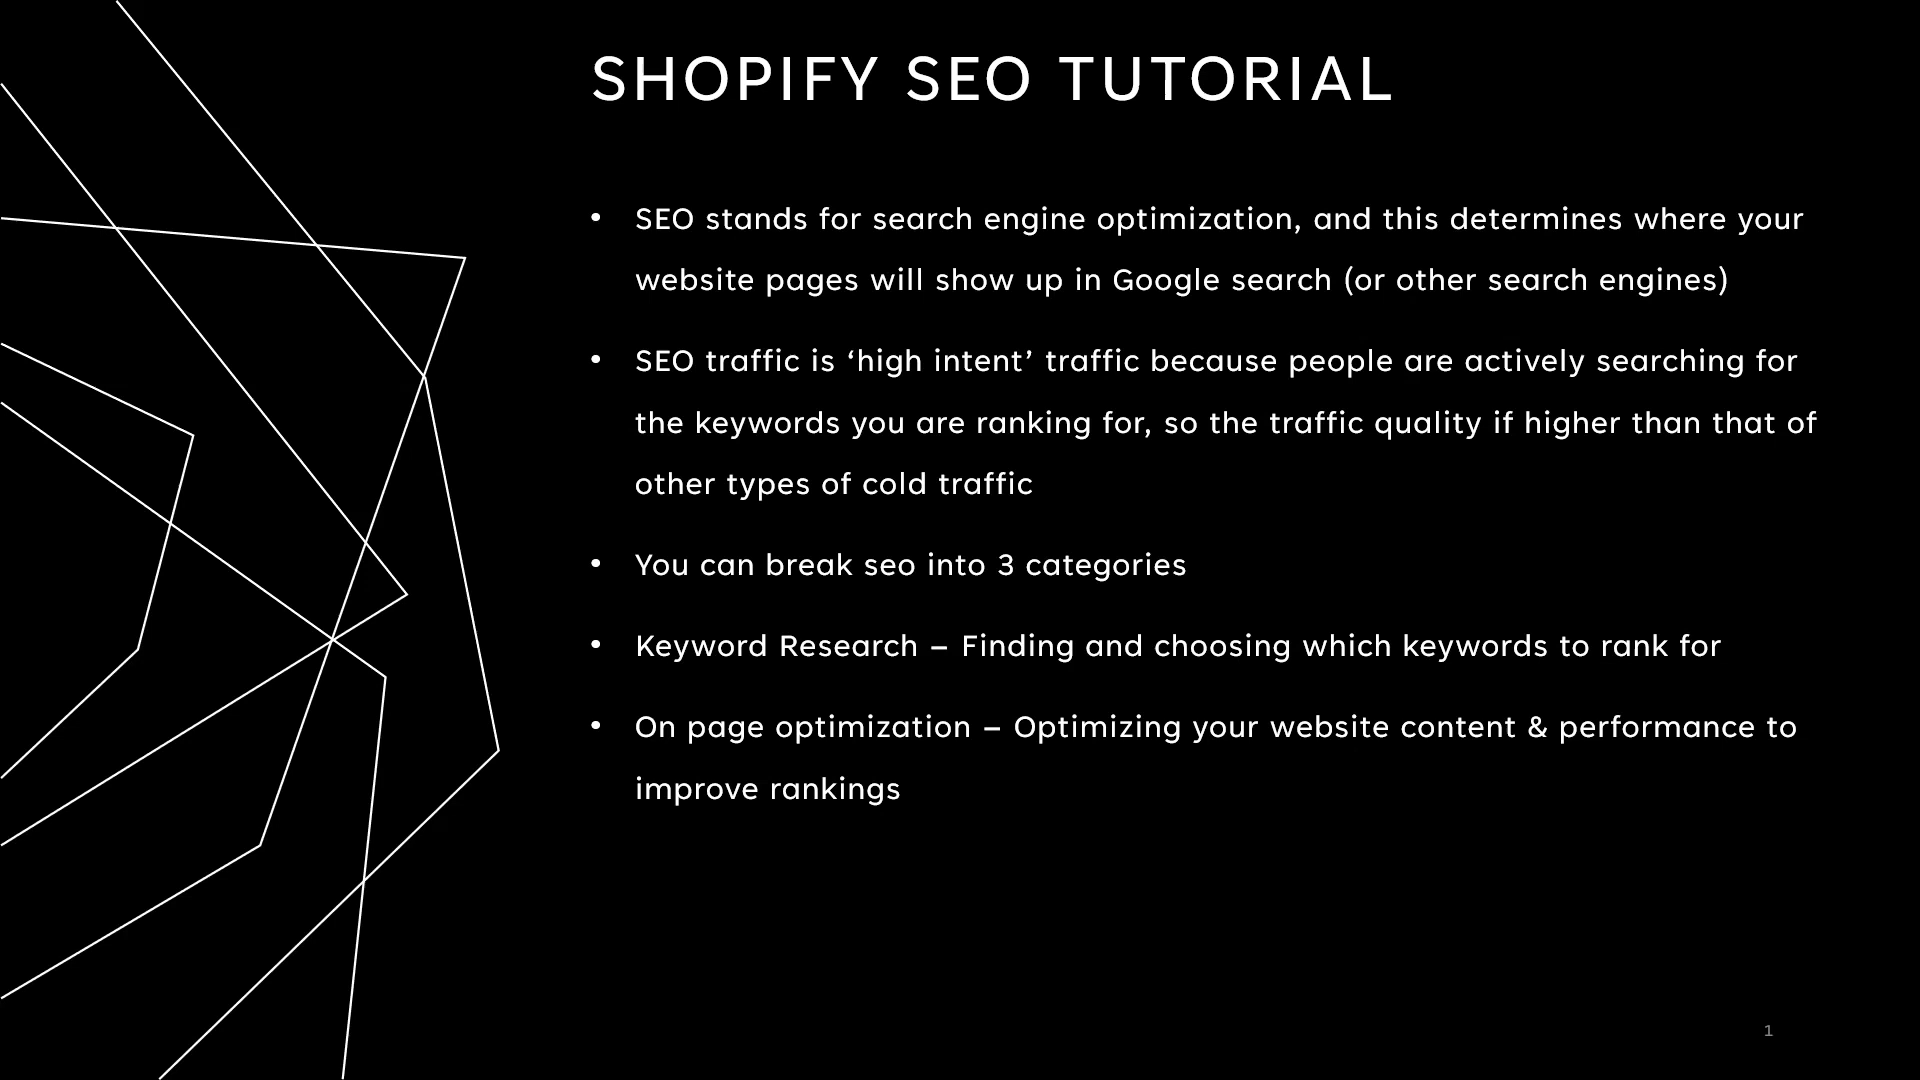 SHOPIFY SEO TUTORIAL
• SEO stands for search engine optimization, and this determines where your
website pages will show up in Google search (or other search engines)
• SEO traffic is ‘high intent’ traffic because people are actively searching for
the keywords you are ranking for, so the traffic quality if higher than that of
other types of cold traffic
• You can break seo into 3 categories
• Keyword Research – Finding and choosing which keywords to rank for
• On page optimization – Optimizing your website content & performance to
improve rankings
1